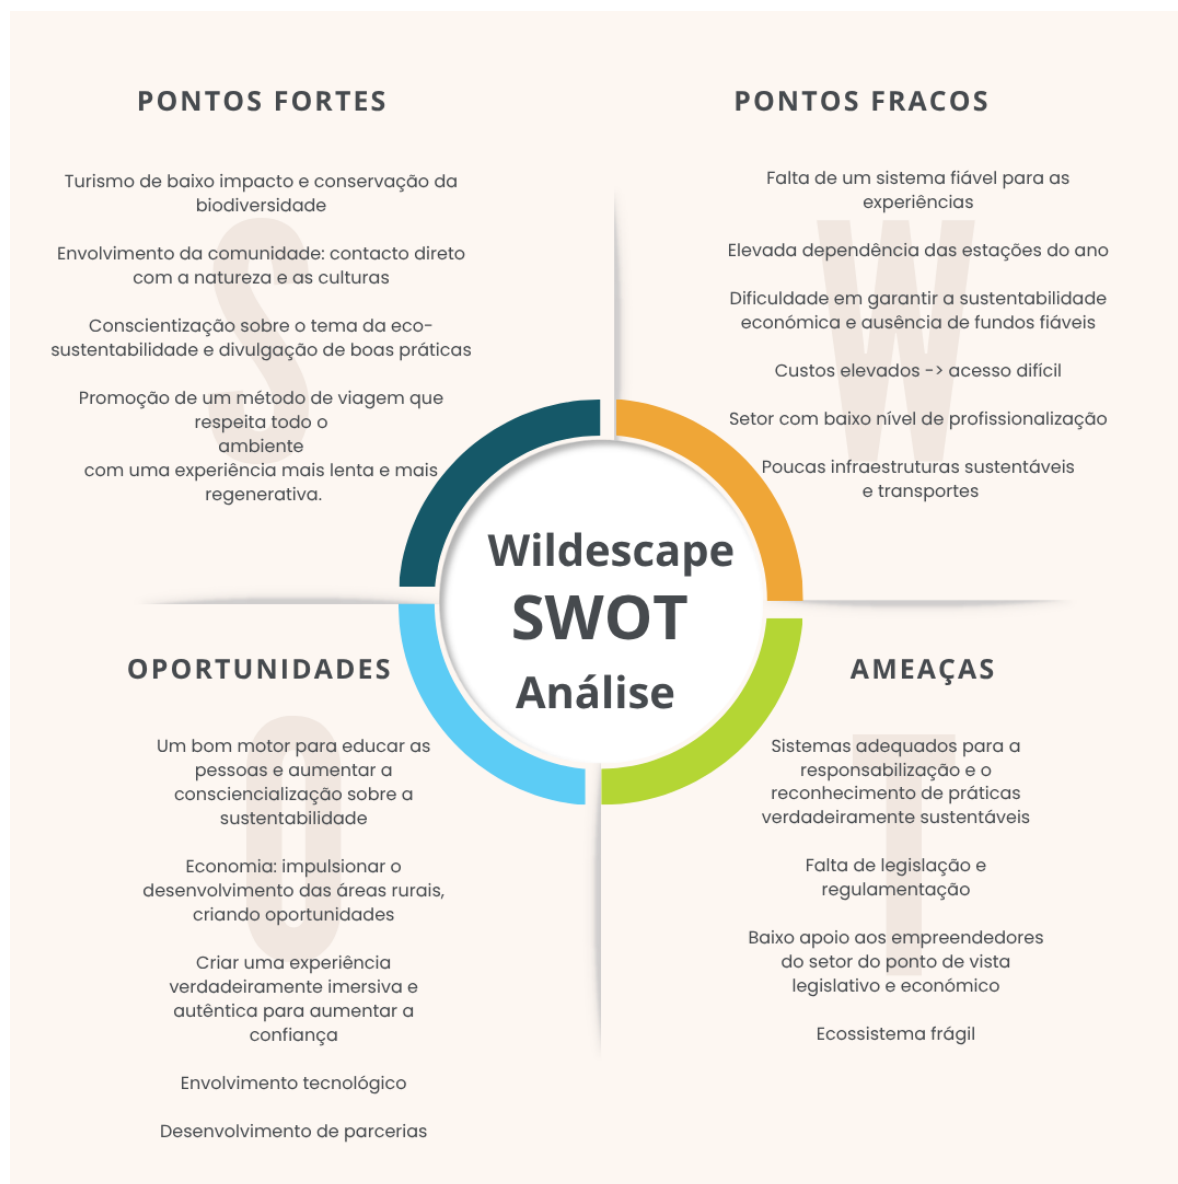 PONTOS FORTES
Turismo de baixo impacto e conservação da
biodiversidade
Envolvimento da comunidade: contacto direto
com a natureza e as culturas
Conscientização sobre o tema da eco-
sustentabilidade e divulgação de boas práticas
Promoção de um método de viagem que
respeita todo o
ambiente
com uma experiência mais lenta e mais
regenerativa.
S
PONTOS FRACOS
Falta de um sistema fiável para as
experiências
Elevada dependência das estações do ano
Dificuldade em garantir a sustentabilidade
económica e ausência de fundos fiáveis
Custos elevados -> acesso difícil
Setor com baixo nível de profissionalização
Poucas infraestruturas sustentáveis
e transportes
W
Wildescape
SWOT
Análise
OPORTUNIDADES
Um bom motor para educar as
pessoas e aumentar a
consciencialização sobre a
sustentabilidade
Economia: impulsionar o
desenvolvimento das áreas rurais,
criando oportunidades
Criar uma experiência
verdadeiramente imersiva e
autêntica para aumentar a
confiança
Envolvimento tecnológico
Desenvolvimento de parcerias
O
AMEAÇAS
Sistemas adequados para a
responsabilização e o
reconhecimento de práticas
verdadeiramente sustentáveis
Falta de legislação e
regulamentação
Baixo apoio aos empreendedores
do setor do ponto de vista
legislativo e económico
Ecossistema frágil
T